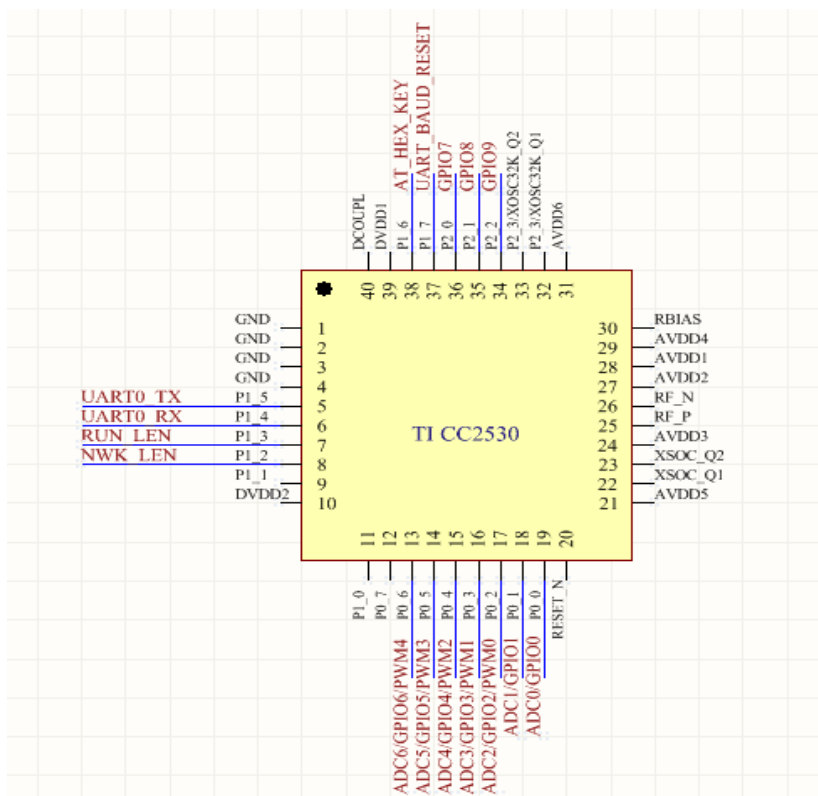 AT_HEX_KEY
UART_BAUD_RESET
GPIO7
GPIO8
GPIO9
DCOUPL
DVDD1
P1_6
P1_7
P2_0
P2_1
P2_2
P2_3/XOSC32K_Q2
P2_3/XOSC32K_Q1
AVDD6
40
39
38
37
36
35
34
33
32
31
GND 1
GND 2
GND 3
GND 4
UART0_TX P1_5 5
UART0_RX P1_4 6
RUN_LEN P1_3 7
NWK_LEN P1_2 8
P1_1 9
DVDD2 10
TI CC2530
30 RBIAS
29 AVDD4
28 AVDD1
27 AVDD2
26 RF_N
25 RF_P
24 AVDD3
23 XSOC_Q2
22 XSOC_Q1
21 AVDD5
11
12
13
14
15
16
17
18
19
20
P1_0
P0_7
P0_6
P0_5
P0_4
P0_3
P0_2
P0_1
P0_0
RESET_N
ADC6/GPIO6/PWM4
ADC5/GPIO5/PWM3
ADC4/GPIO4/PWM2
ADC3/GPIO3/PWM1
ADC2/GPIO2/PWM0
ADC1/GPIO1
ADC0/GPIO0